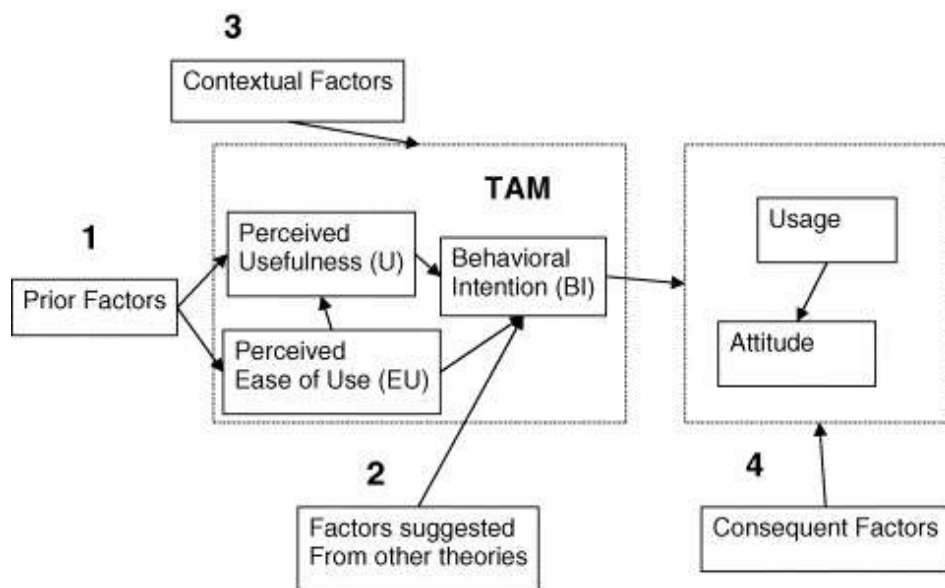 3
Contextual Factors
TAM
1
Prior Factors
Perceived
Usefulness (U)
Behavioral
Intention (BI)
Perceived
Ease of Use (EU)
Usage
Attitude
2
Factors suggested
From other theories
4
Consequent Factors